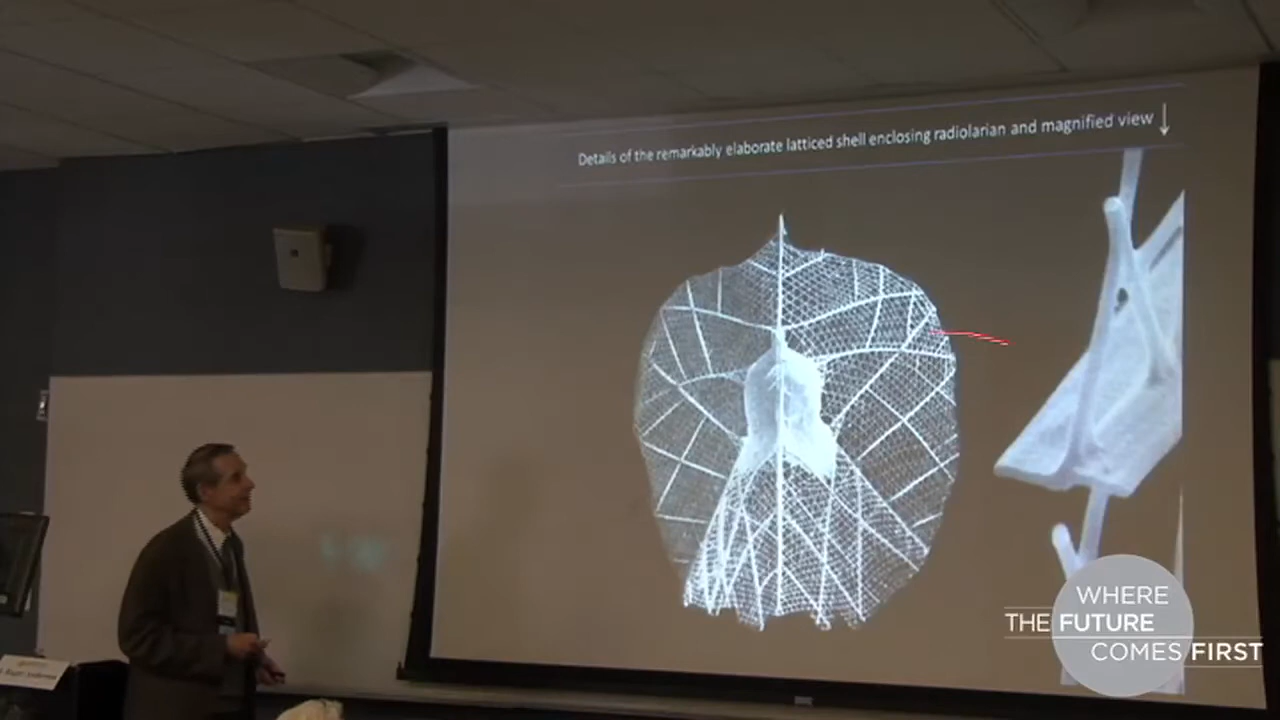 Details of the remarkably elaborate latticed shell enclosing radiolarian and magnified view ↓
WHERE
THE FUTURE
COMES FIRST